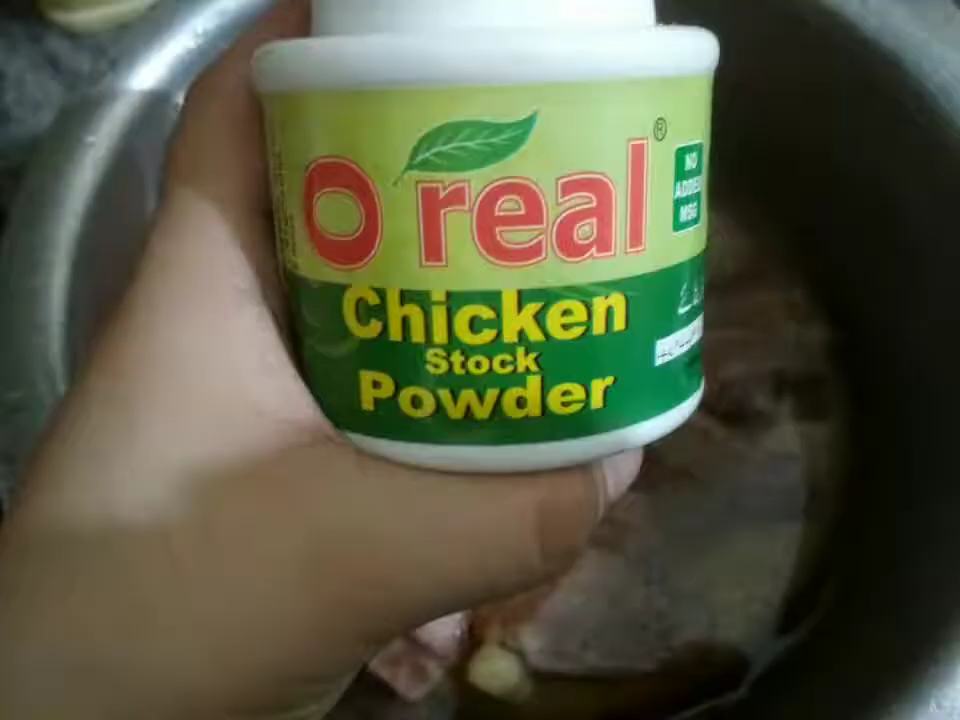 O real ®
NO
ADDED
MSG
Chicken
Stock
Powder